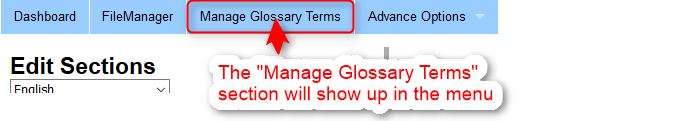 Dashboard FileManager Manage Glossary Terms Advance Options
Edit Sections
English
The "Manage Glossary Terms"
section will show up in the menu